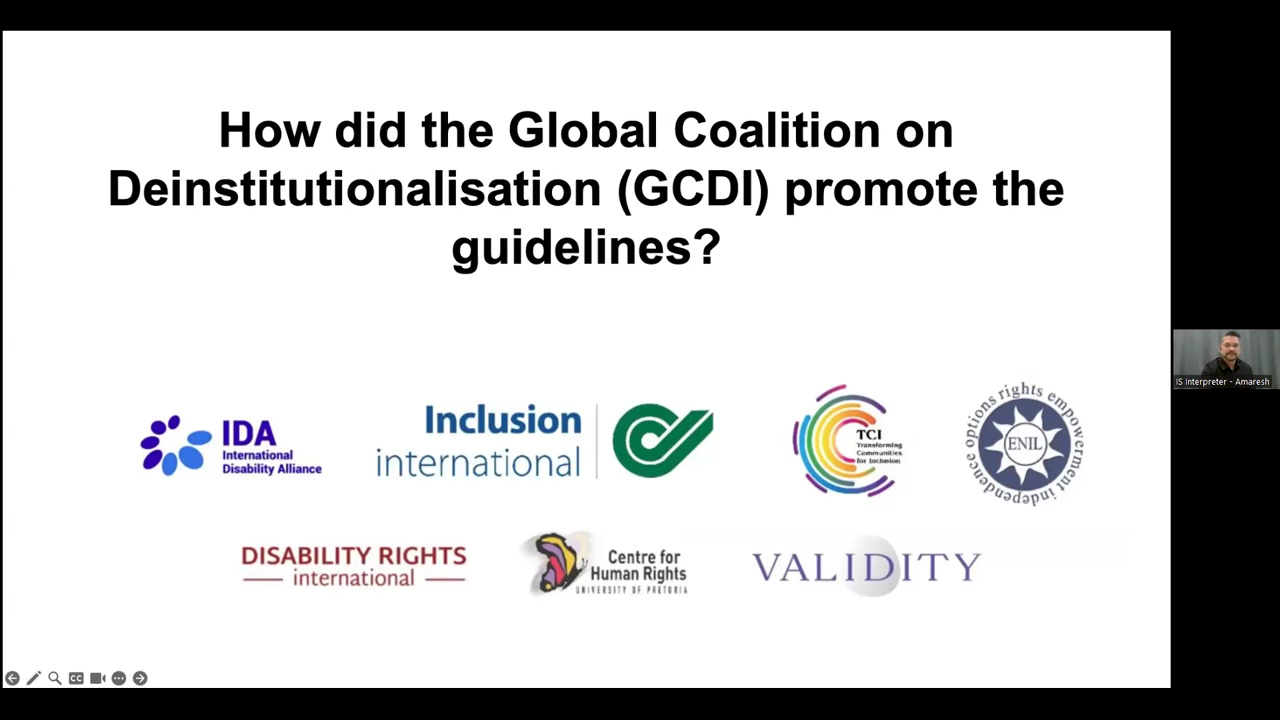 How did the Global Coalition on
Deinstitutionalisation (GCDI) promote the
guidelines?
IDA
International
Disability Alliance
Inclusion
international
TCI
Transforming
Communities
for Inclusion
options rights empowerment independence
ENIL
DISABILITY RIGHTS
international
Centre for
Human Rights
UNIVERSITY OF PRETORIA
VALIDITY
IS Interpreter - Amaresh
CC